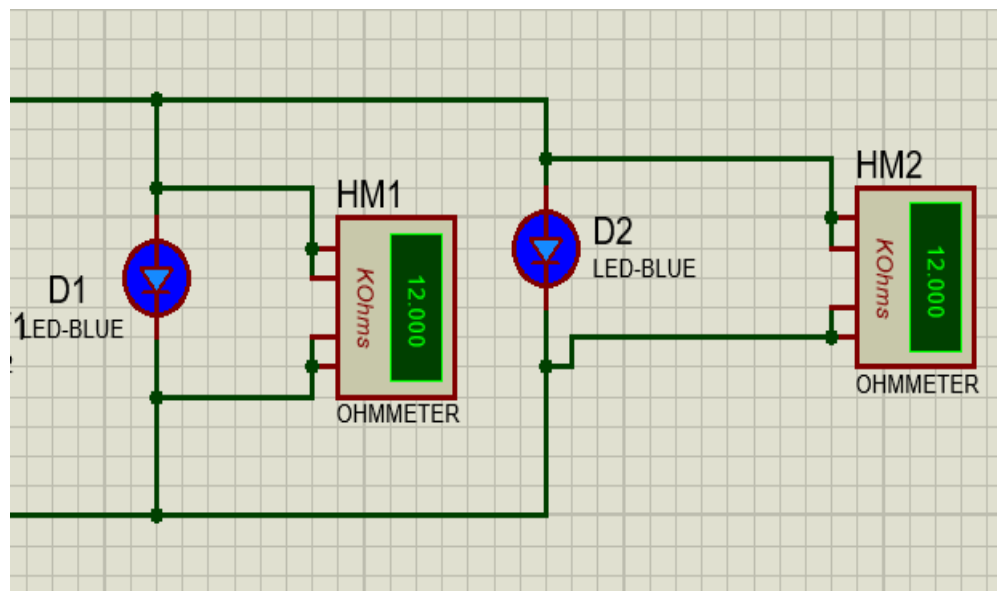 HM1
KOhms
12.000
OHMMETER
D1
LED-BLUE
D2
LED-BLUE
HM2
KOhms
12.000
OHMMETER